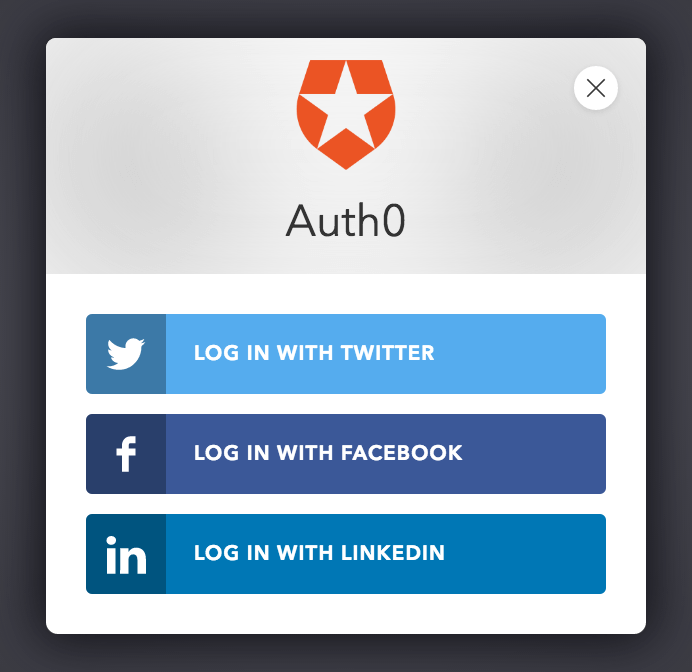 Auth0
LOG IN WITH TWITTER
LOG IN WITH FACEBOOK
LOG IN WITH LINKEDIN